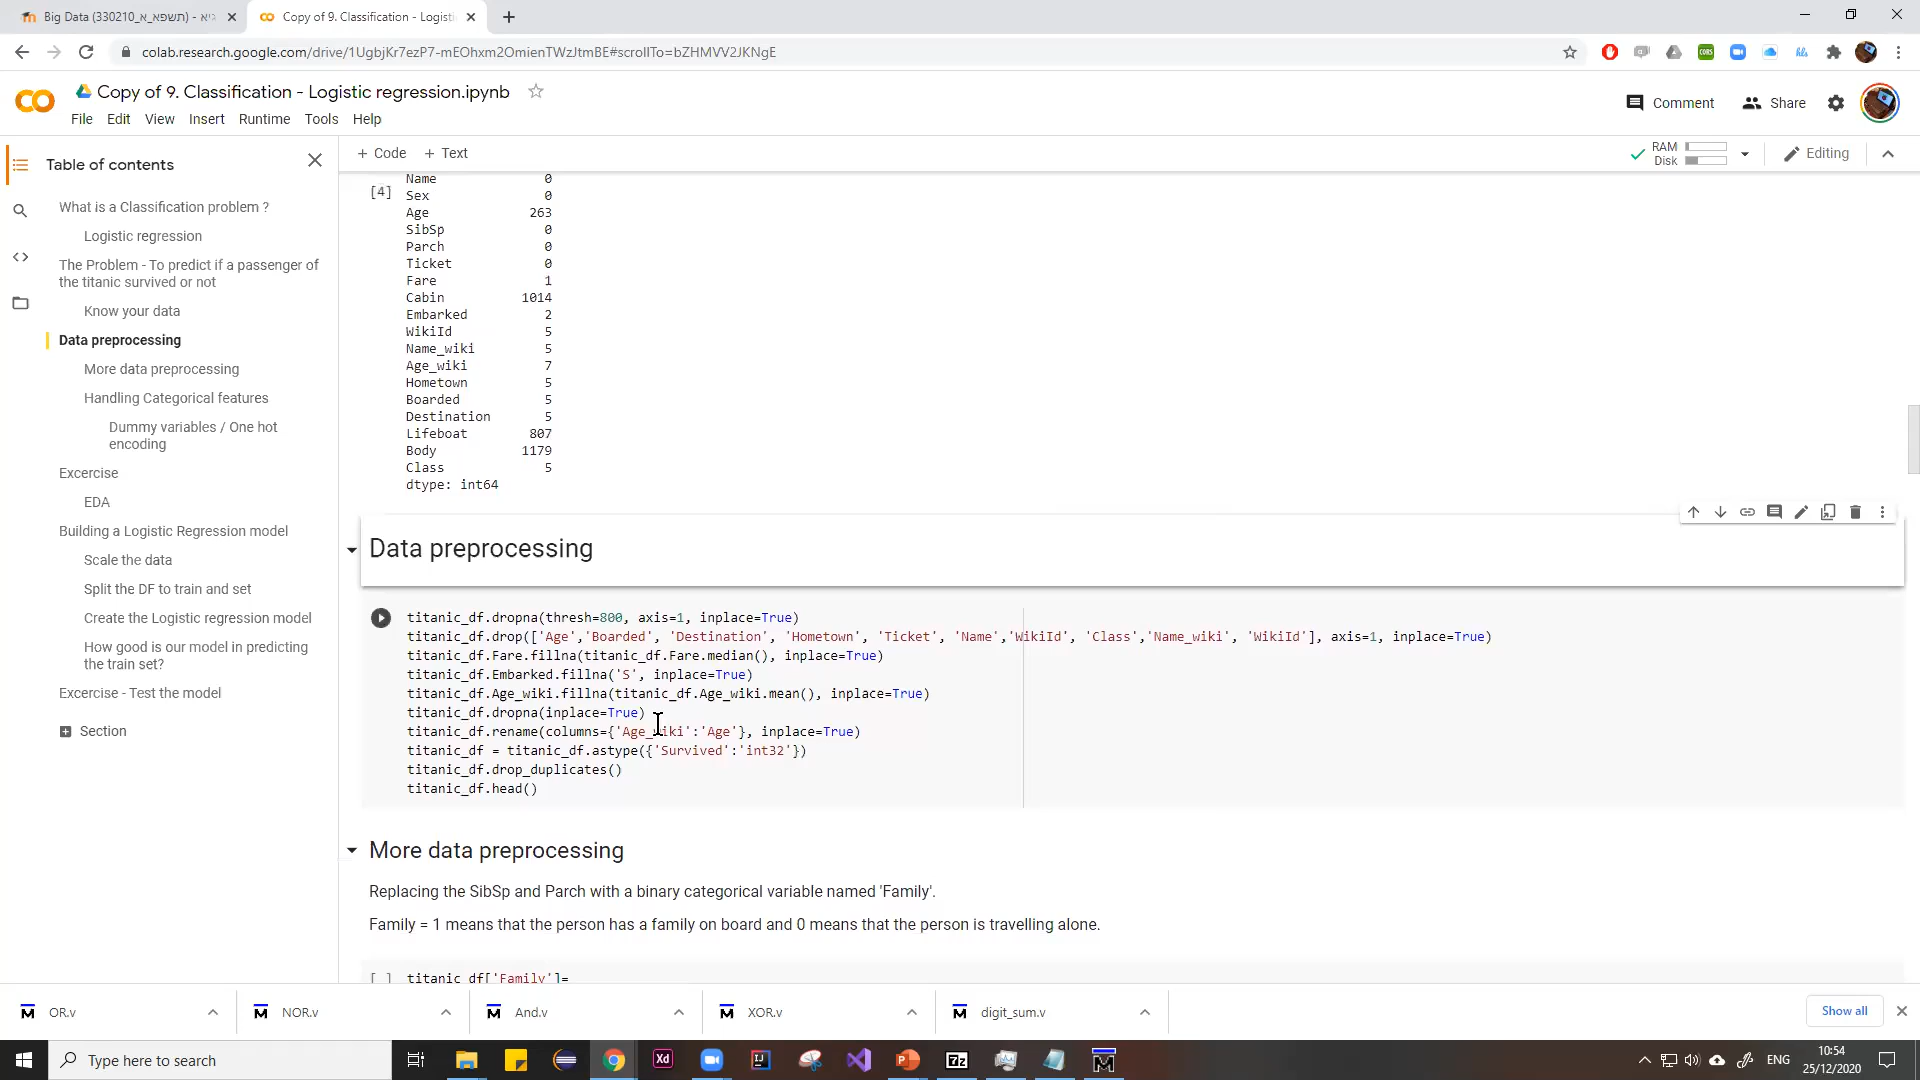 Big Data (330210_תשפא_א) - גיא
Copy of 9. Classification - Logisti
colab.research.google.com/drive/1UgbjKr7ezP7-mEOhxm2OmienTWzJtmBE#scrollTo=bZHMVV2JKNgE
Copy of 9. Classification - Logistic regression.ipynb
Comment
Share
File Edit View Insert Runtime Tools Help
Table of contents
+ Code + Text
RAM
Disk
Editing
What is a Classification problem ?
Logistic regression
The Problem - To predict if a passenger of
the titanic survived or not
Know your data
Data preprocessing
More data preprocessing
Handling Categorical features
Dummy variables / One hot
encoding
Excercise
EDA
Building a Logistic Regression model
Scale the data
Split the DF to train and set
Create the Logistic regression model
How good is our model in predicting
the train set?
Excercise - Test the model
Section
Name 0
[4] Sex 0
Age 263
SibSp 0
Parch 0
Ticket 0
Fare 1
Cabin 1014
Embarked 2
WikiId 5
Name_wiki 5
Age_wiki 7
Hometown 5
Boarded 5
Destination 5
Lifeboat 807
Body 1179
Class 5
dtype: int64
Data preprocessing
titanic_df.dropna(thresh=800, axis=1, inplace=True)
titanic_df.drop(['Age','Boarded', 'Destination', 'Hometown', 'Ticket', 'Name','WikiId', 'Class','Name_wiki', 'WikiId'], axis=1, inplace=True)
titanic_df.Fare.fillna(titanic_df.Fare.median(), inplace=True)
titanic_df.Embarked.fillna('S', inplace=True)
titanic_df.Age_wiki.fillna(titanic_df.Age_wiki.mean(), inplace=True)
titanic_df.dropna(inplace=True)
titanic_df.rename(columns={'Age_wiki':'Age'}, inplace=True)
titanic_df = titanic_df.astype({'Survived':'int32'})
titanic_df.drop_duplicates()
titanic_df.head()
More data preprocessing
Replacing the SibSp and Parch with a binary categorical variable named 'Family'.
Family = 1 means that the person has a family on board and 0 means that the person is travelling alone.
[ ] titanic_df['Family']=
OR.v
NOR.v
And.v
XOR.v
digit_sum.v
Show all
Type here to search
ENG
10:54
25/12/2020